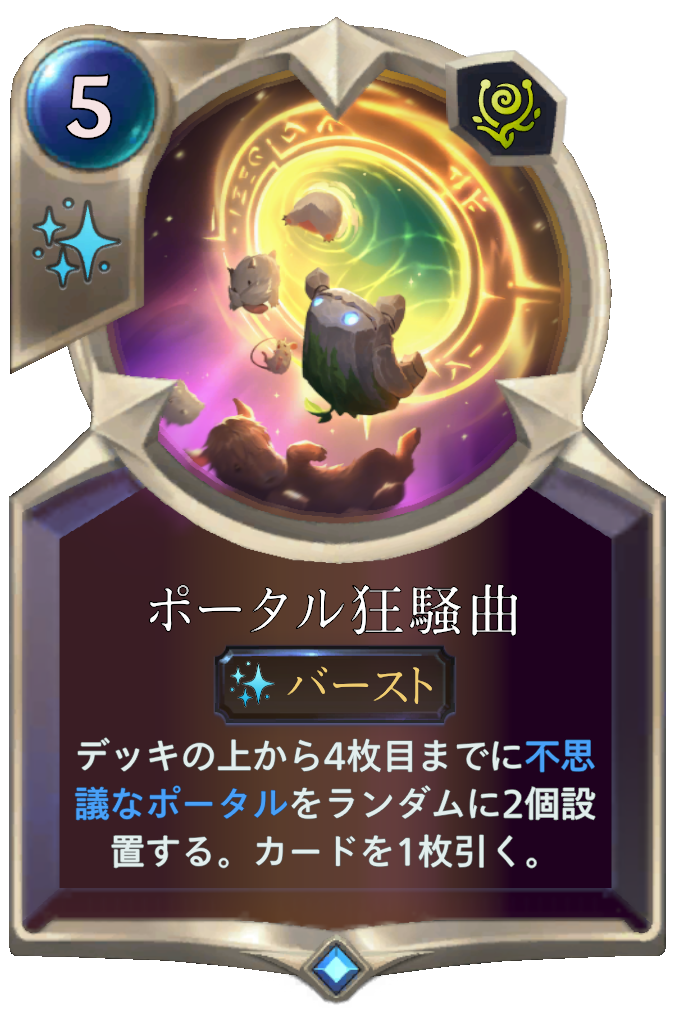 5
ポータル狂騒曲
バースト
デッキの上から4枚目までに不思
議なポータルをランダムに2個設
置する。カードを1枚引く。